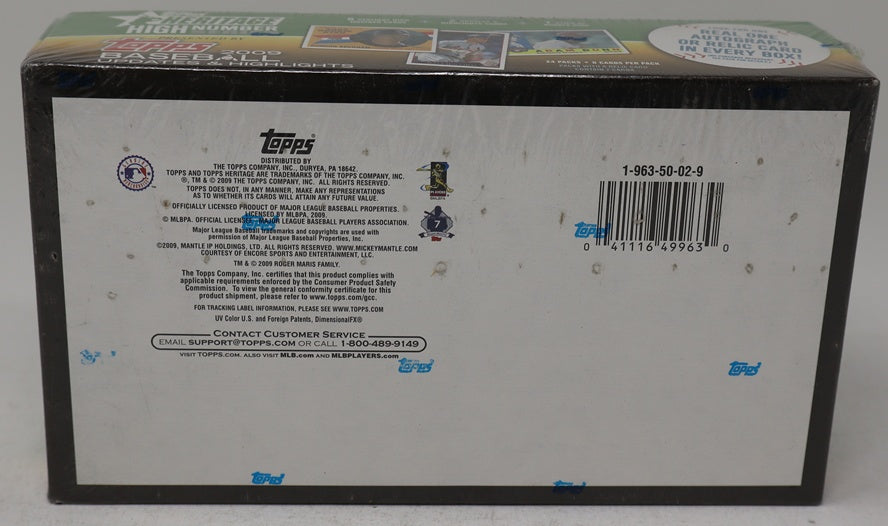 HERITAGE
HIGH NUMBER
Topps 2009
BASEBALL
HIGHLIGHTS
ADAM DUNN
24 PACKS • 8 CARDS PER PACK
REAL ONE
AUTOGRAPH
OR RELIC CARD
IN EVERY BOX!
Topps
DISTRIBUTED BY
THE TOPPS COMPANY, INC., DURYEA, PA 18642.
TOPPS AND TOPPS HERITAGE ARE TRADEMARKS OF THE TOPPS COMPANY, INC.
®, TM & © 2009 THE TOPPS COMPANY, INC. ALL RIGHTS RESERVED.
TOPPS DOES NOT, IN ANY MANNER, MAKE ANY REPRESENTATIONS
AS TO WHETHER ITS CARDS WILL ATTAIN ANY FUTURE VALUE.
OFFICIALLY LICENSED PRODUCT OF MAJOR LEAGUE BASEBALL PROPERTIES.
LICENSED BY MLBPA, 2009.
© MLBPA. OFFICIAL LICENSEE, MAJOR LEAGUE BASEBALL PLAYERS ASSOCIATION.
Major League Baseball trademarks and copyrights are used with
permission of Major League Baseball Properties, Inc.
©2009, MANTLE IP HOLDINGS, LTD. ALL RIGHTS RESERVED. WWW.MICKEYMANTLE.COM
COURTESY OF ENCORE SPORTS AND ENTERTAINMENT, LLC.
TM & © 2009 ROGER MARIS FAMILY.
The Topps Company, Inc. certifies that this product complies with
applicable requirements enforced by the Consumer Product Safety
Commission. To view the general conformity certificate for this
product shipment, please refer to www.topps.com/gcc.
FOR TRACKING LABEL INFORMATION, PLEASE SEE WWW.TOPPS.COM
UV Color U.S. and Foreign Patents, DimensionalFX®
CONTACT CUSTOMER SERVICE
EMAIL SUPPORT@TOPPS.COM OR CALL 1-800-489-9149
VISIT TOPPS.COM. ALSO VISIT MLB.com AND MLBPLAYERS.com
7
1-963-50-02-9
0 41116 49963 0
Topps
Topps
Topps
Topps
Topps
Topps